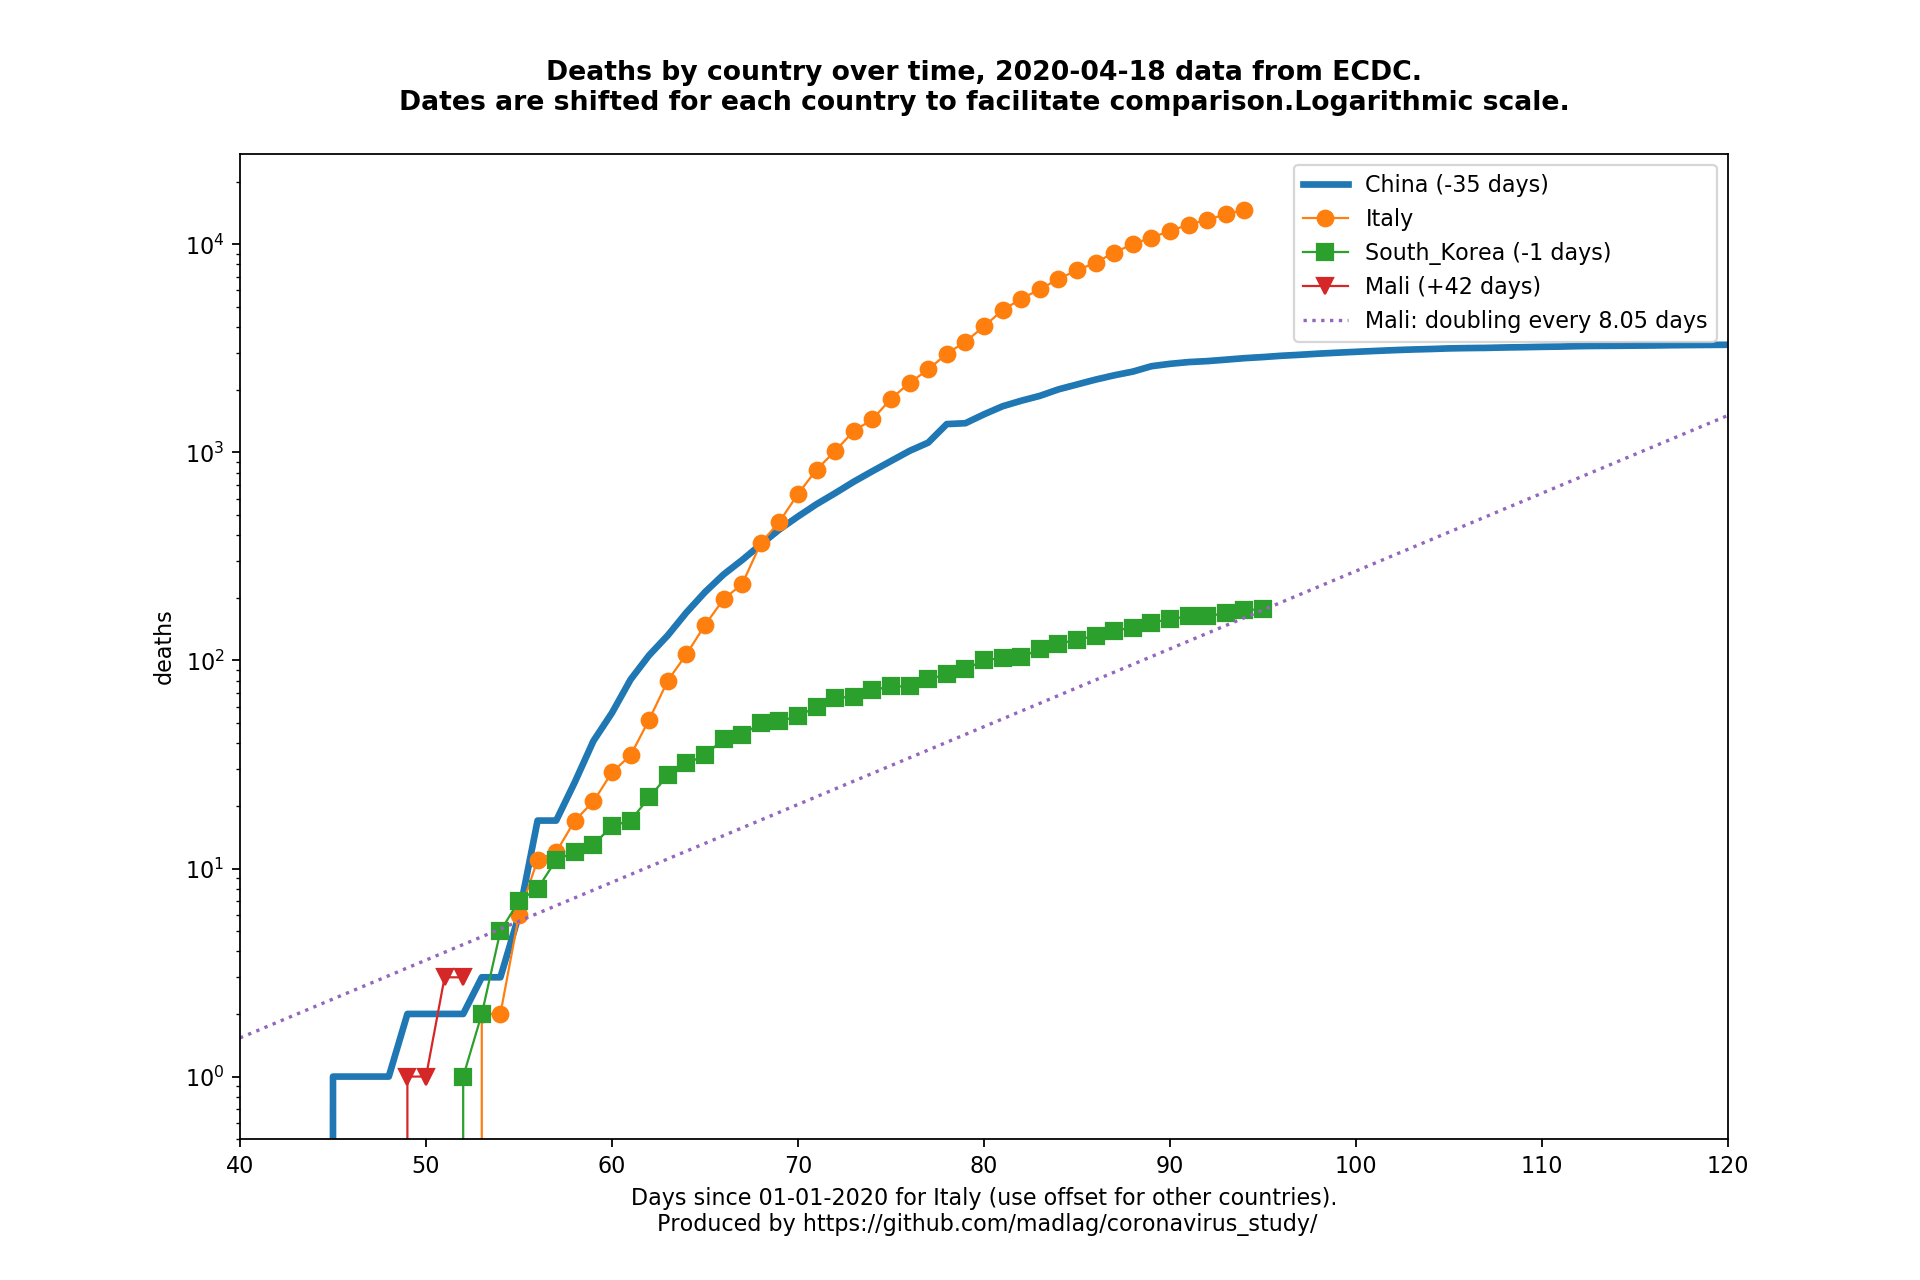 Deaths by country over time, 2020-04-18 data from ECDC.
Dates are shifted for each country to facilitate comparison.Logarithmic scale.
China (-35 days)
Italy
South_Korea (-1 days)
Mali (+42 days)
Mali: doubling every 8.05 days
deaths
10⁴
10³
10²
10¹
10⁰
40 50 60 70 80 90 100 110 120
Days since 01-01-2020 for Italy (use offset for other countries).
Produced by https://github.com/madlag/coronavirus_study/